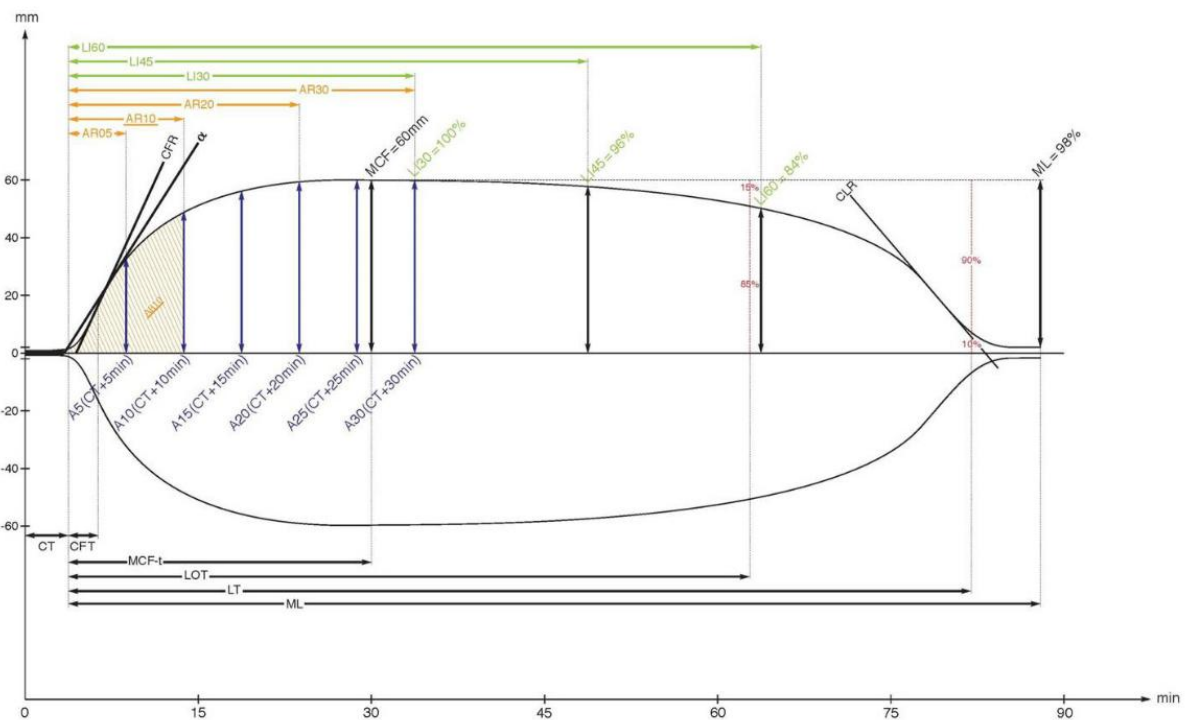 mm
LI60
LI45
LI30
AR30
AR20
AR10
AR05
CFR
α
MCF=60mm
LI30=100%
LI45=96%
LI60=84%
CLR
ML=98%
60
40
20
0
-20
-40
-60
15%
85%
90%
10%
AR10
A5(CT+5min)
A10(CT+10min)
A15(CT+15min)
A20(CT+20min)
A25(CT+25min)
A30(CT+30min)
CT
CFT
MCF-t
LOT
LT
ML
0
15
30
45
60
75
90
min